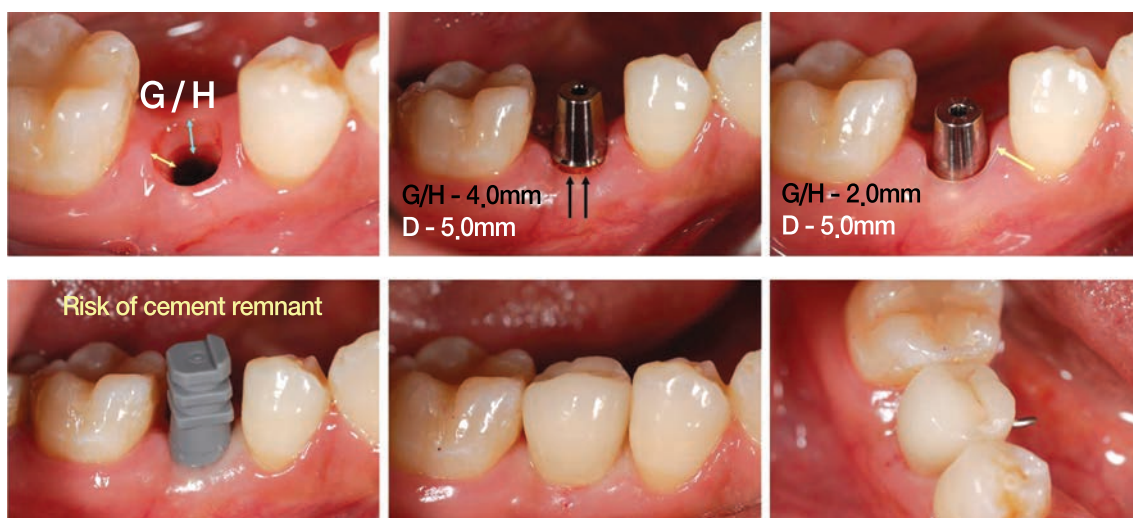 G / H
G/H - 4.0mm
D - 5.0mm
G/H - 2.0mm
D - 5.0mm
Risk of cement remnant